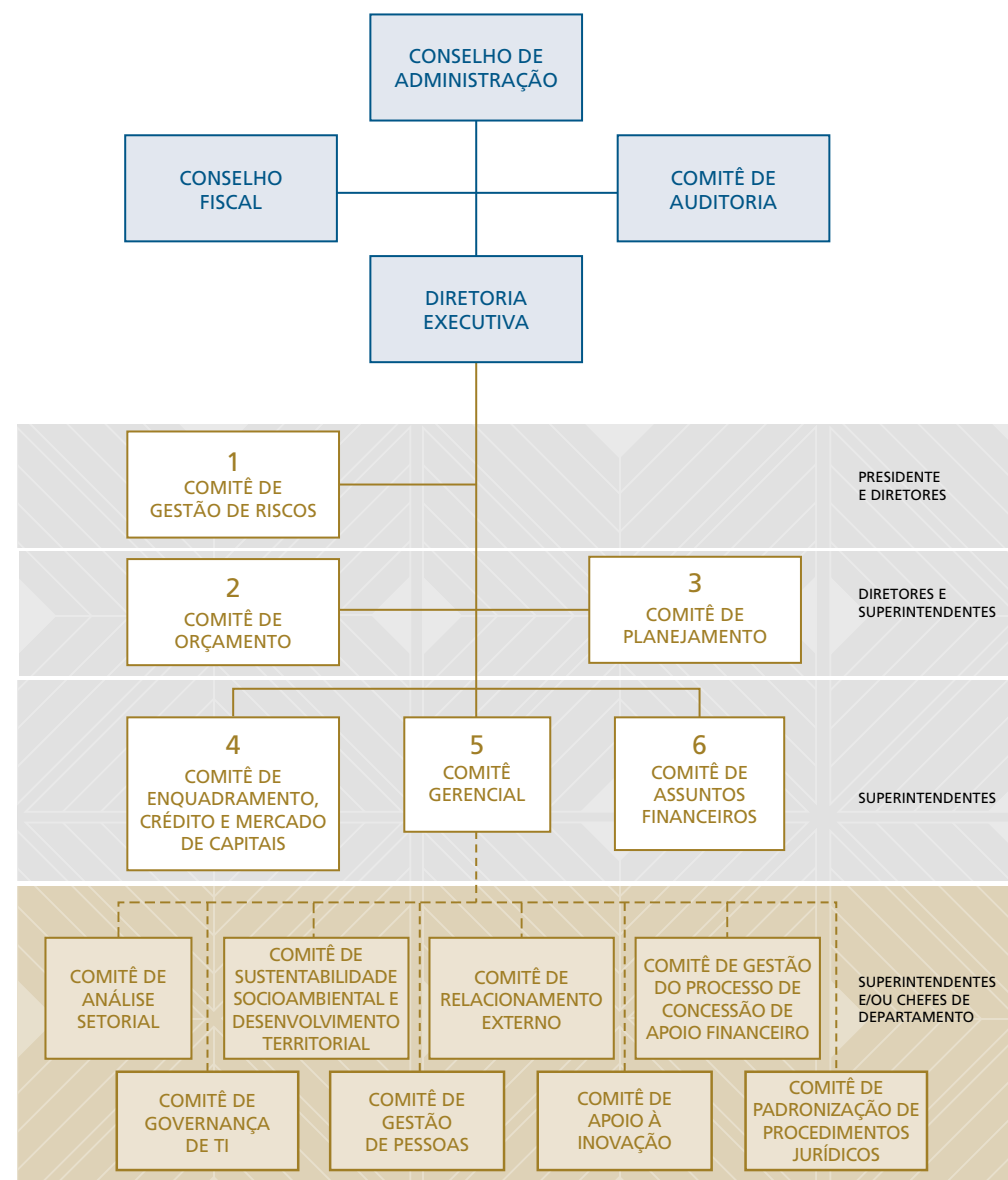 CONSELHO DE
ADMINISTRAÇÃO
CONSELHO
FISCAL
COMITÊ DE
AUDITORIA
DIRETORIA
EXECUTIVA
1
COMITÊ DE
GESTÃO DE RISCOS
PRESIDENTE
E DIRETORES
2
COMITÊ DE
ORÇAMENTO
3
COMITÊ DE
PLANEJAMENTO
DIRETORES E
SUPERINTENDENTES
4
COMITÊ DE
ENQUADRAMENTO,
CRÉDITO E MERCADO
DE CAPITAIS
5
COMITÊ
GERENCIAL
6
COMITÊ DE
ASSUNTOS
FINANCEIROS
SUPERINTENDENTES
COMITÊ DE
ANÁLISE
SETORIAL
COMITÊ DE
SUSTENTABILIDADE
SOCIOAMBIENTAL E
DESENVOLVIMENTO
TERRITORIAL
COMITÊ DE
RELACIONAMENTO
EXTERNO
COMITÊ DE GESTÃO
DO PROCESSO DE
CONCESSÃO DE
APOIO FINANCEIRO
SUPERINTENDENTES
E/OU CHEFES DE
DEPARTAMENTO
COMITÊ DE
GOVERNANÇA
DE TI
COMITÊ DE
GESTÃO
DE PESSOAS
COMITÊ DE
APOIO À
INOVAÇÃO
COMITÊ DE
PADRONIZAÇÃO DE
PROCEDIMENTOS
JURÍDICOS